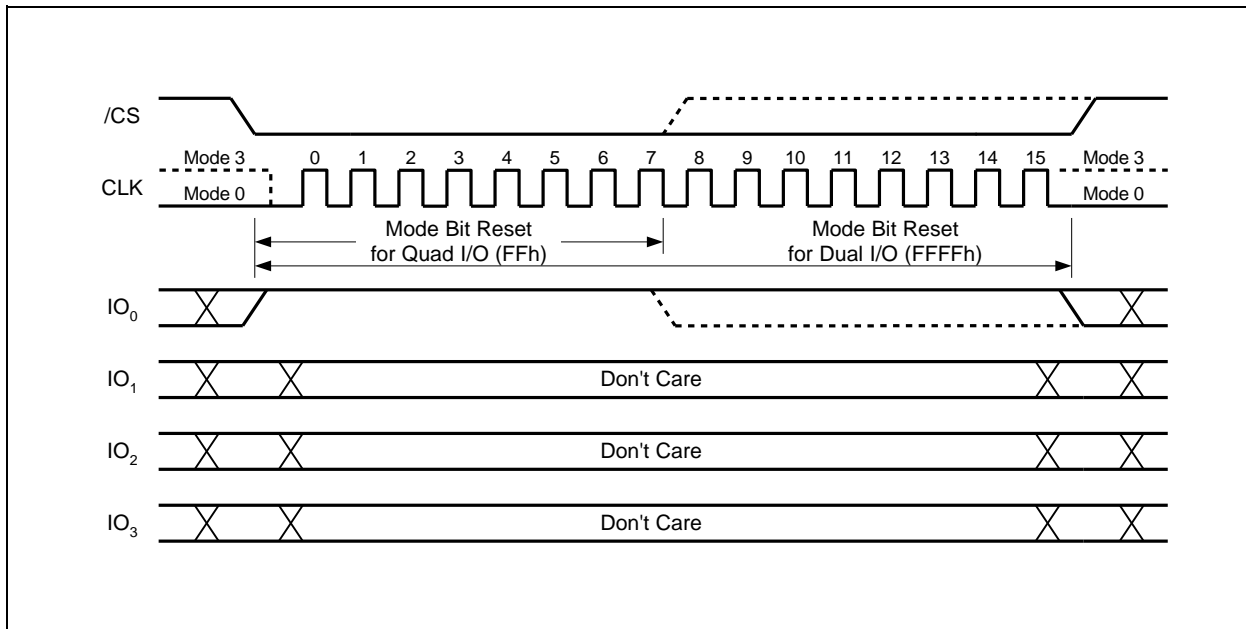 /CS
Mode 3 0 1 2 3 4 5 6 7 8 9 10 11 12 13 14 15 Mode 3
CLK
Mode 0 Mode 0
Mode Bit Reset Mode Bit Reset
for Quad I/O (FFh) for Dual I/O (FFFFh)
IO0
IO1 Don't Care
IO2 Don't Care
IO3 Don't Care